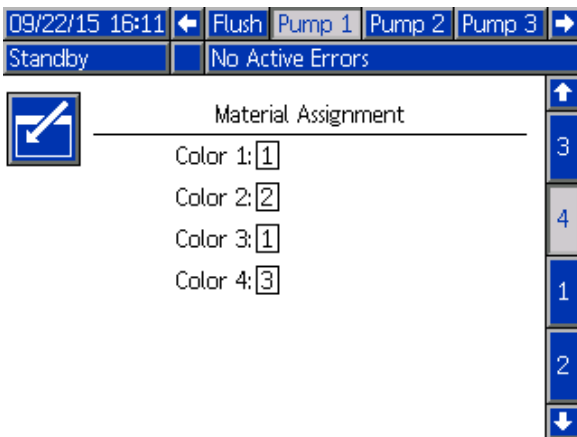 09/22/15 16:11 Flush Pump 1 Pump 2 Pump 3
Standby No Active Errors
Material Assignment
Color 1: 1
Color 2: 2
Color 3: 1
Color 4: 3
3
4
1
2